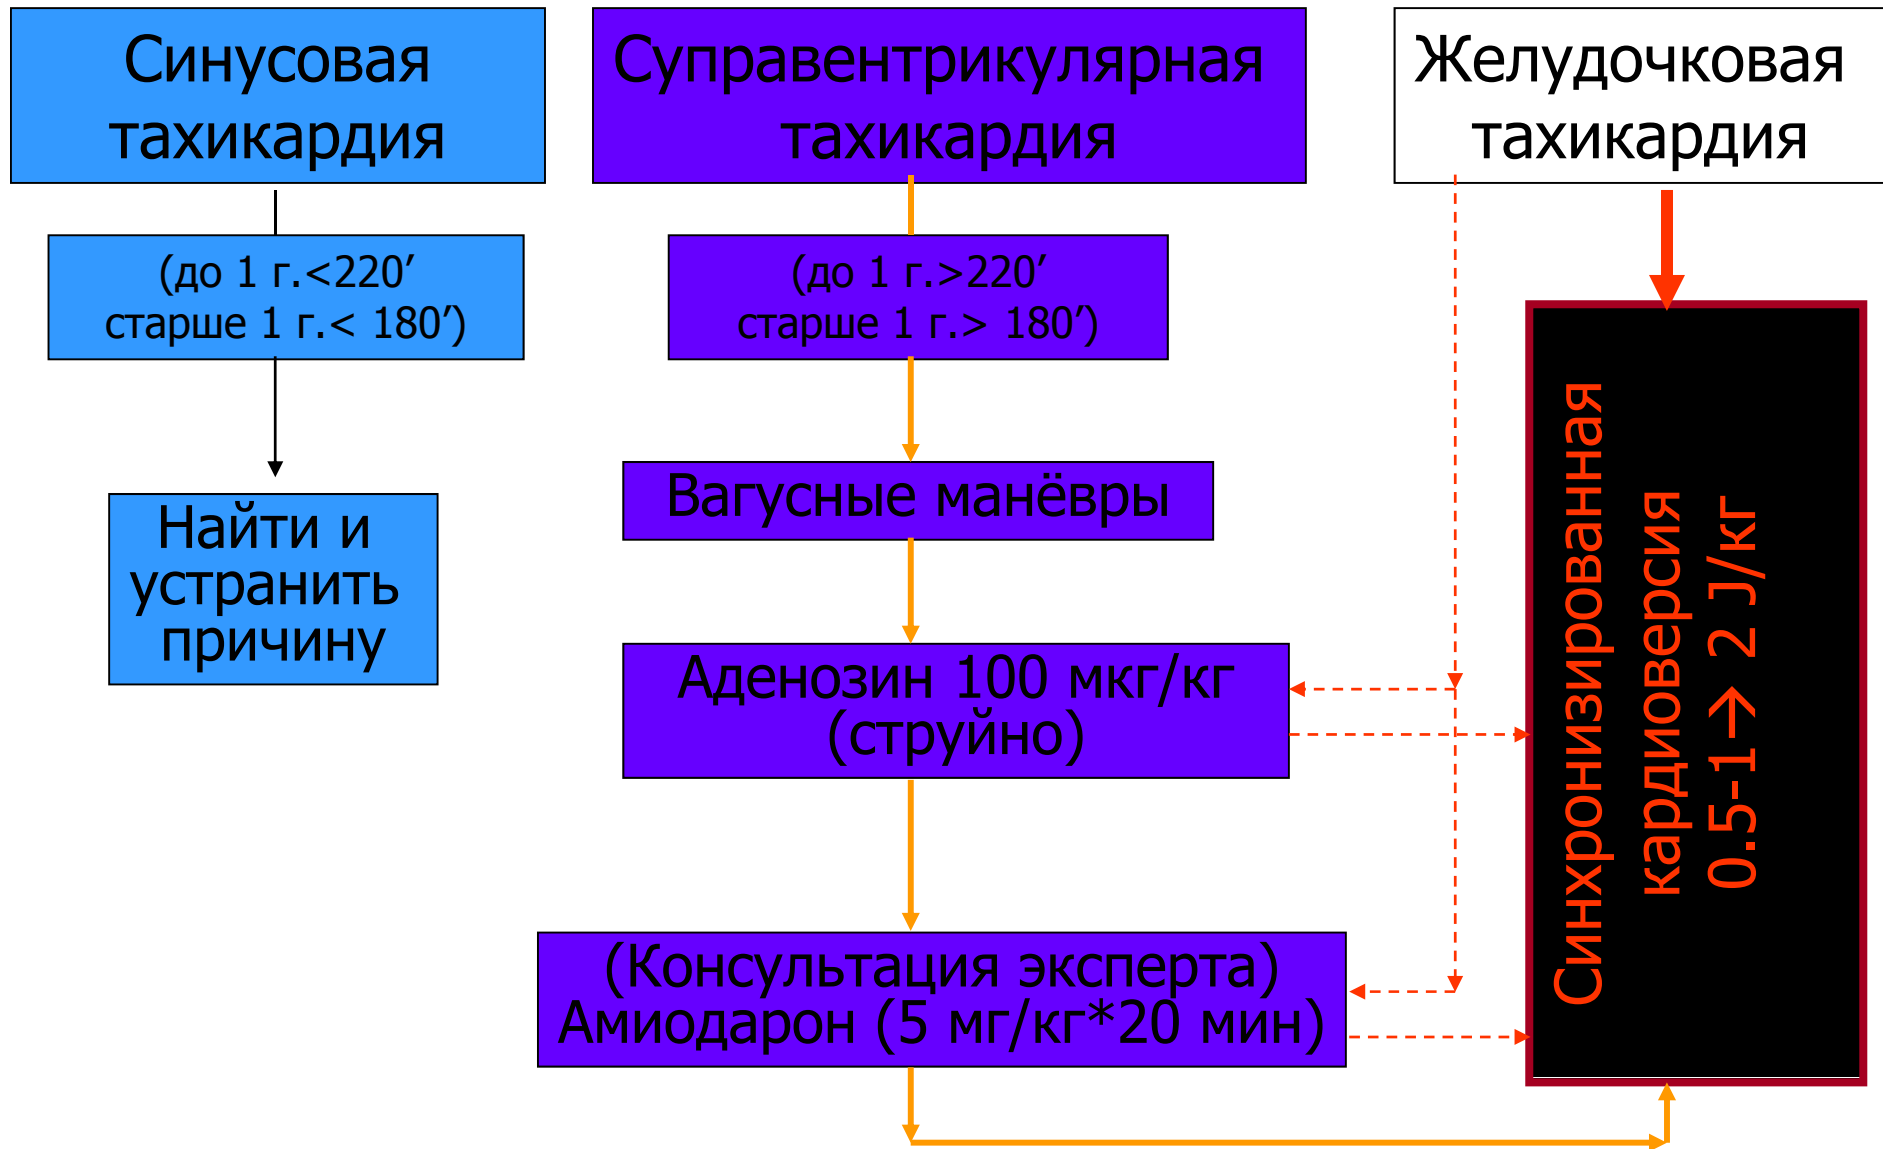 Синусовая
тахикардия
Суправентрикулярная
тахикардия
Желудочковая
тахикардия
(до 1 г.<220’
старше 1 г.< 180’)
(до 1 г.>220’
старше 1 г.> 180’)
Найти и
устранить
причину
Вагусные манёвры
Аденозин 100 мкг/кг
(струйно)
(Консультация эксперта)
Амиодарон (5 мг/кг*20 мин)
Синхронизированная
кардиоверсия
0.5-1→ 2 J/кг